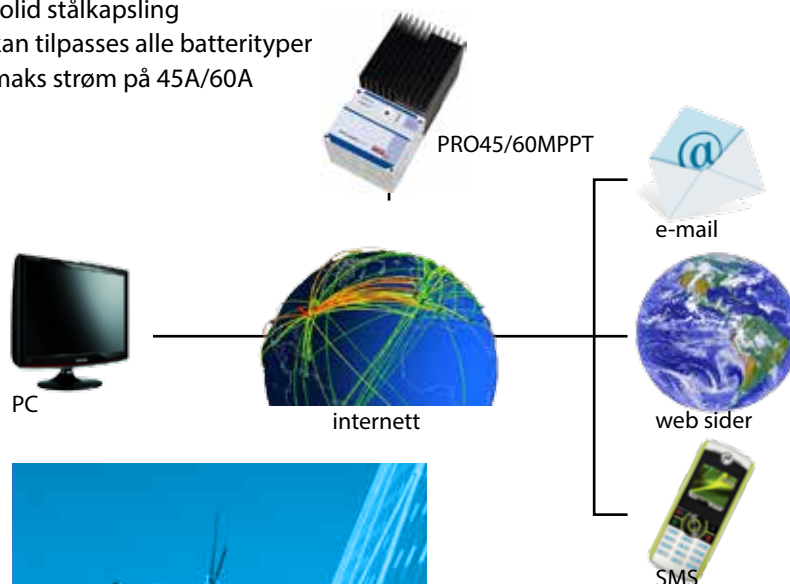 olid stålkapsling
kan tilpasses alle batterityper
maks strøm på 45A/60A
PRO45/60MPPT
e-mail
PC
internett
web sider
SMS